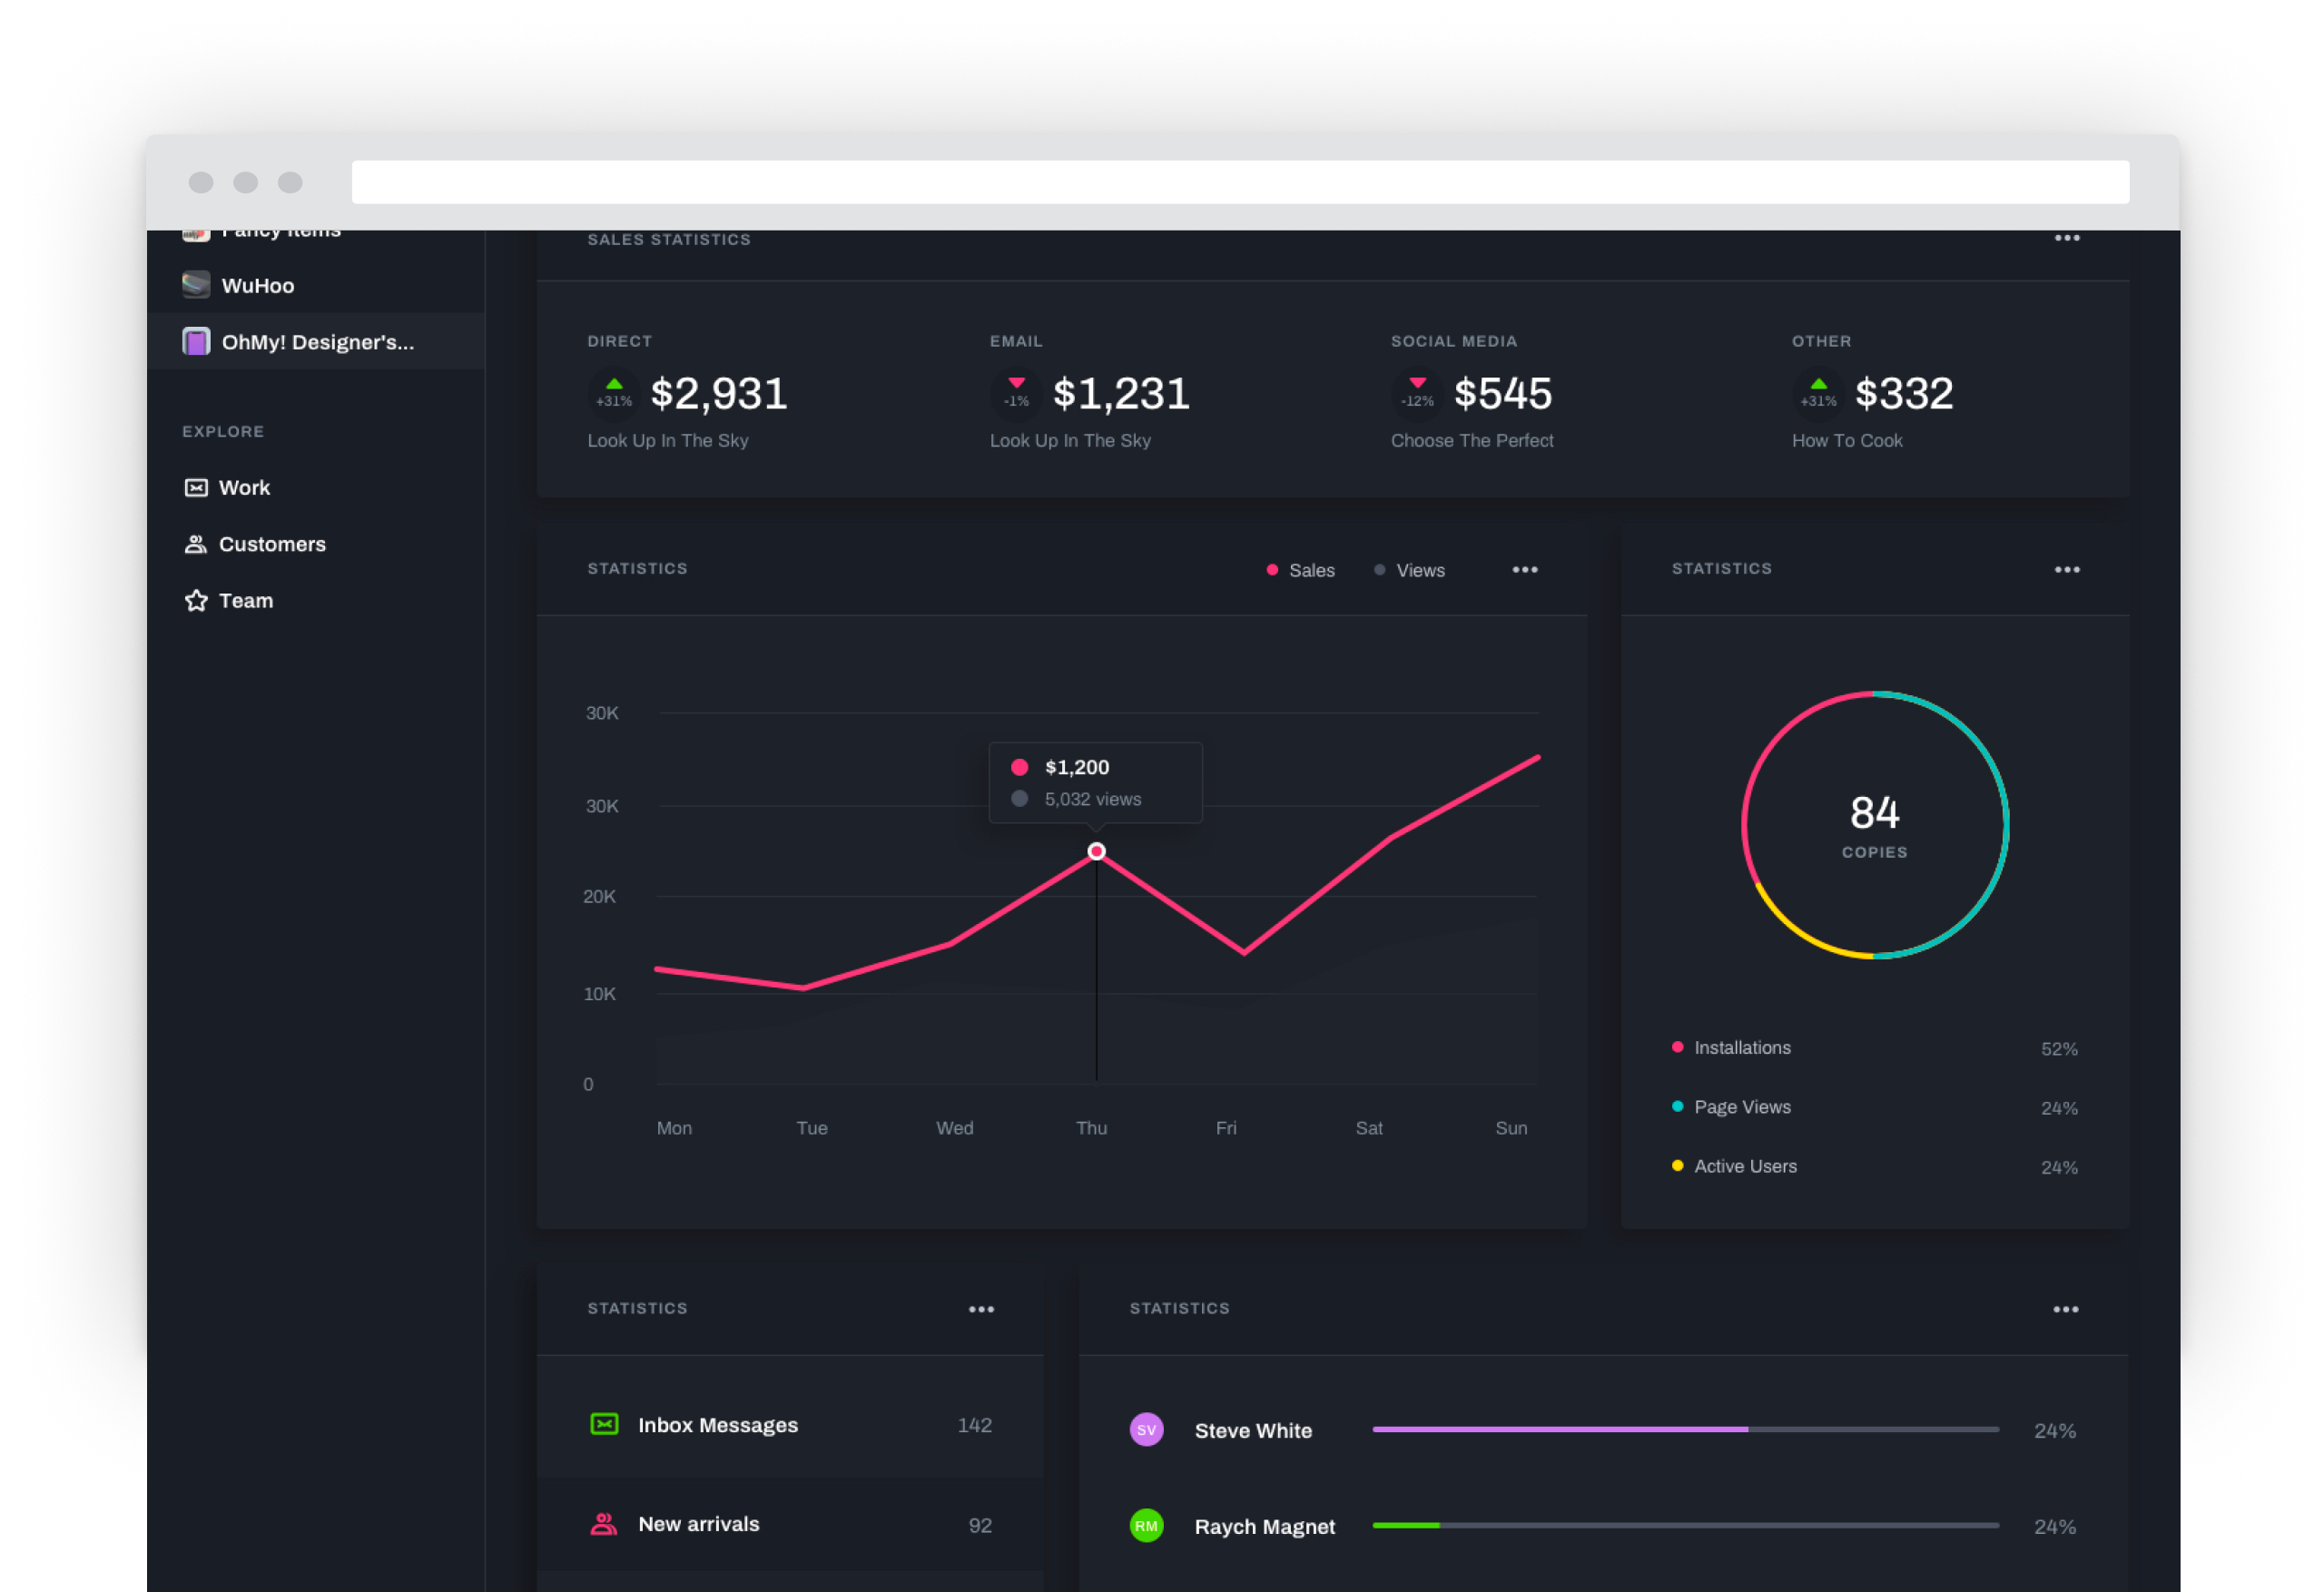 Fancy Items
WuHoo
OhMy! Designer's...
EXPLORE
Work
Customers
Team
SALES STATISTICS
DIRECT
+31%
$2,931
Look Up In The Sky
EMAIL
-1%
$1,231
Look Up In The Sky
SOCIAL MEDIA
-12%
$545
Choose The Perfect
OTHER
+31%
$332
How To Cook
STATISTICS
Sales
Views
30K
30K
20K
10K
0
$1,200
5,032 views
Mon Tue Wed Thu Fri Sat Sun
STATISTICS
84
COPIES
Installations 52%
Page Views 24%
Active Users 24%
STATISTICS
Inbox Messages 142
New arrivals 92
STATISTICS
SV Steve White 24%
RM Raych Magnet 24%